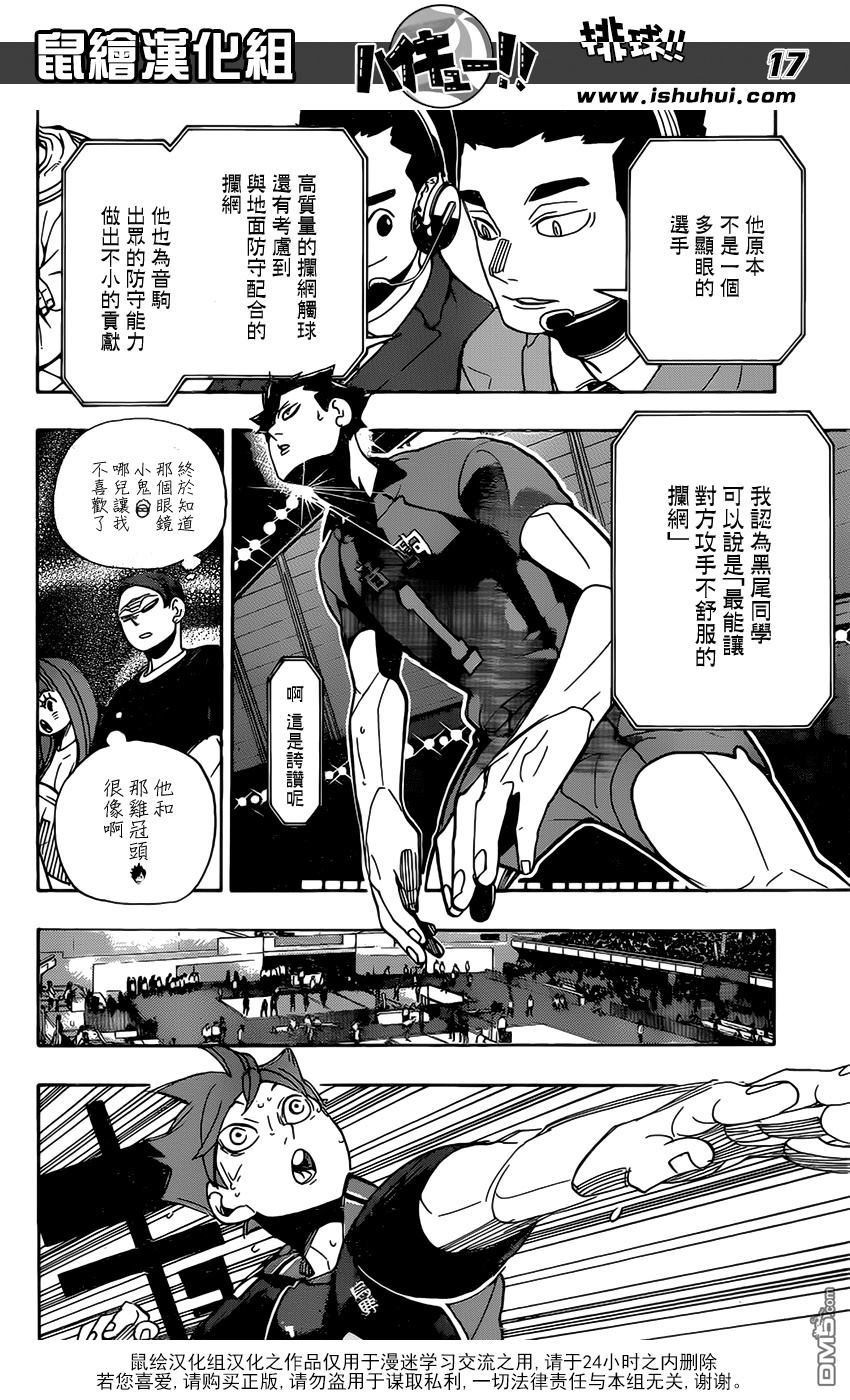 鼠繪漢化組
ハイキュー!!
排球!!
17
www.ishuhui.com
他原本
不是一個
多顯眼的
選手
高質量的攔網觸球
還有考慮到
與地面防守配合的
攔網
他也為音駒
出眾的防守能力
做出不小的貢獻
我認為黑尾同學
可以說是「最能讓
對方攻手不舒服的
攔網」
啊 這是誇讚呢
終於知道
那個眼鏡
小鬼
哪兒讓我
不喜歡了
他和
那雞冠頭
很像啊
鼠绘汉化组汉化之作品仅用于漫迷学习交流之用, 请于24小时之内删除
若您喜爱, 请购买正版, 请勿盗用于谋取私利, 一切法律责任与本组无关, 谢谢。
DM5.com